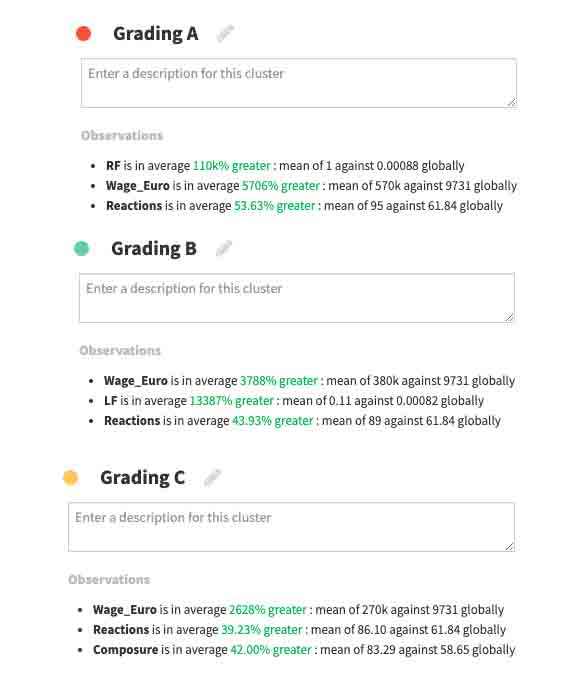 Grading A
Enter a description for this cluster
Observations
RF is in average 110k% greater : mean of 1 against 0.00088 globally
Wage_Euro is in average 5706% greater : mean of 570k against 9731 globally
Reactions is in average 53.63% greater : mean of 95 against 61.84 globally
Grading B
Enter a description for this cluster
Observations
Wage_Euro is in average 3788% greater : mean of 380k against 9731 globally
LF is in average 13387% greater : mean of 0.11 against 0.00082 globally
Reactions is in average 43.93% greater : mean of 89 against 61.84 globally
Grading C
Enter a description for this cluster
Observations
Wage_Euro is in average 2628% greater : mean of 270k against 9731 globally
Reactions is in average 39.23% greater : mean of 86.10 against 61.84 globally
Composure is in average 42.00% greater : mean of 83.29 against 58.65 globally